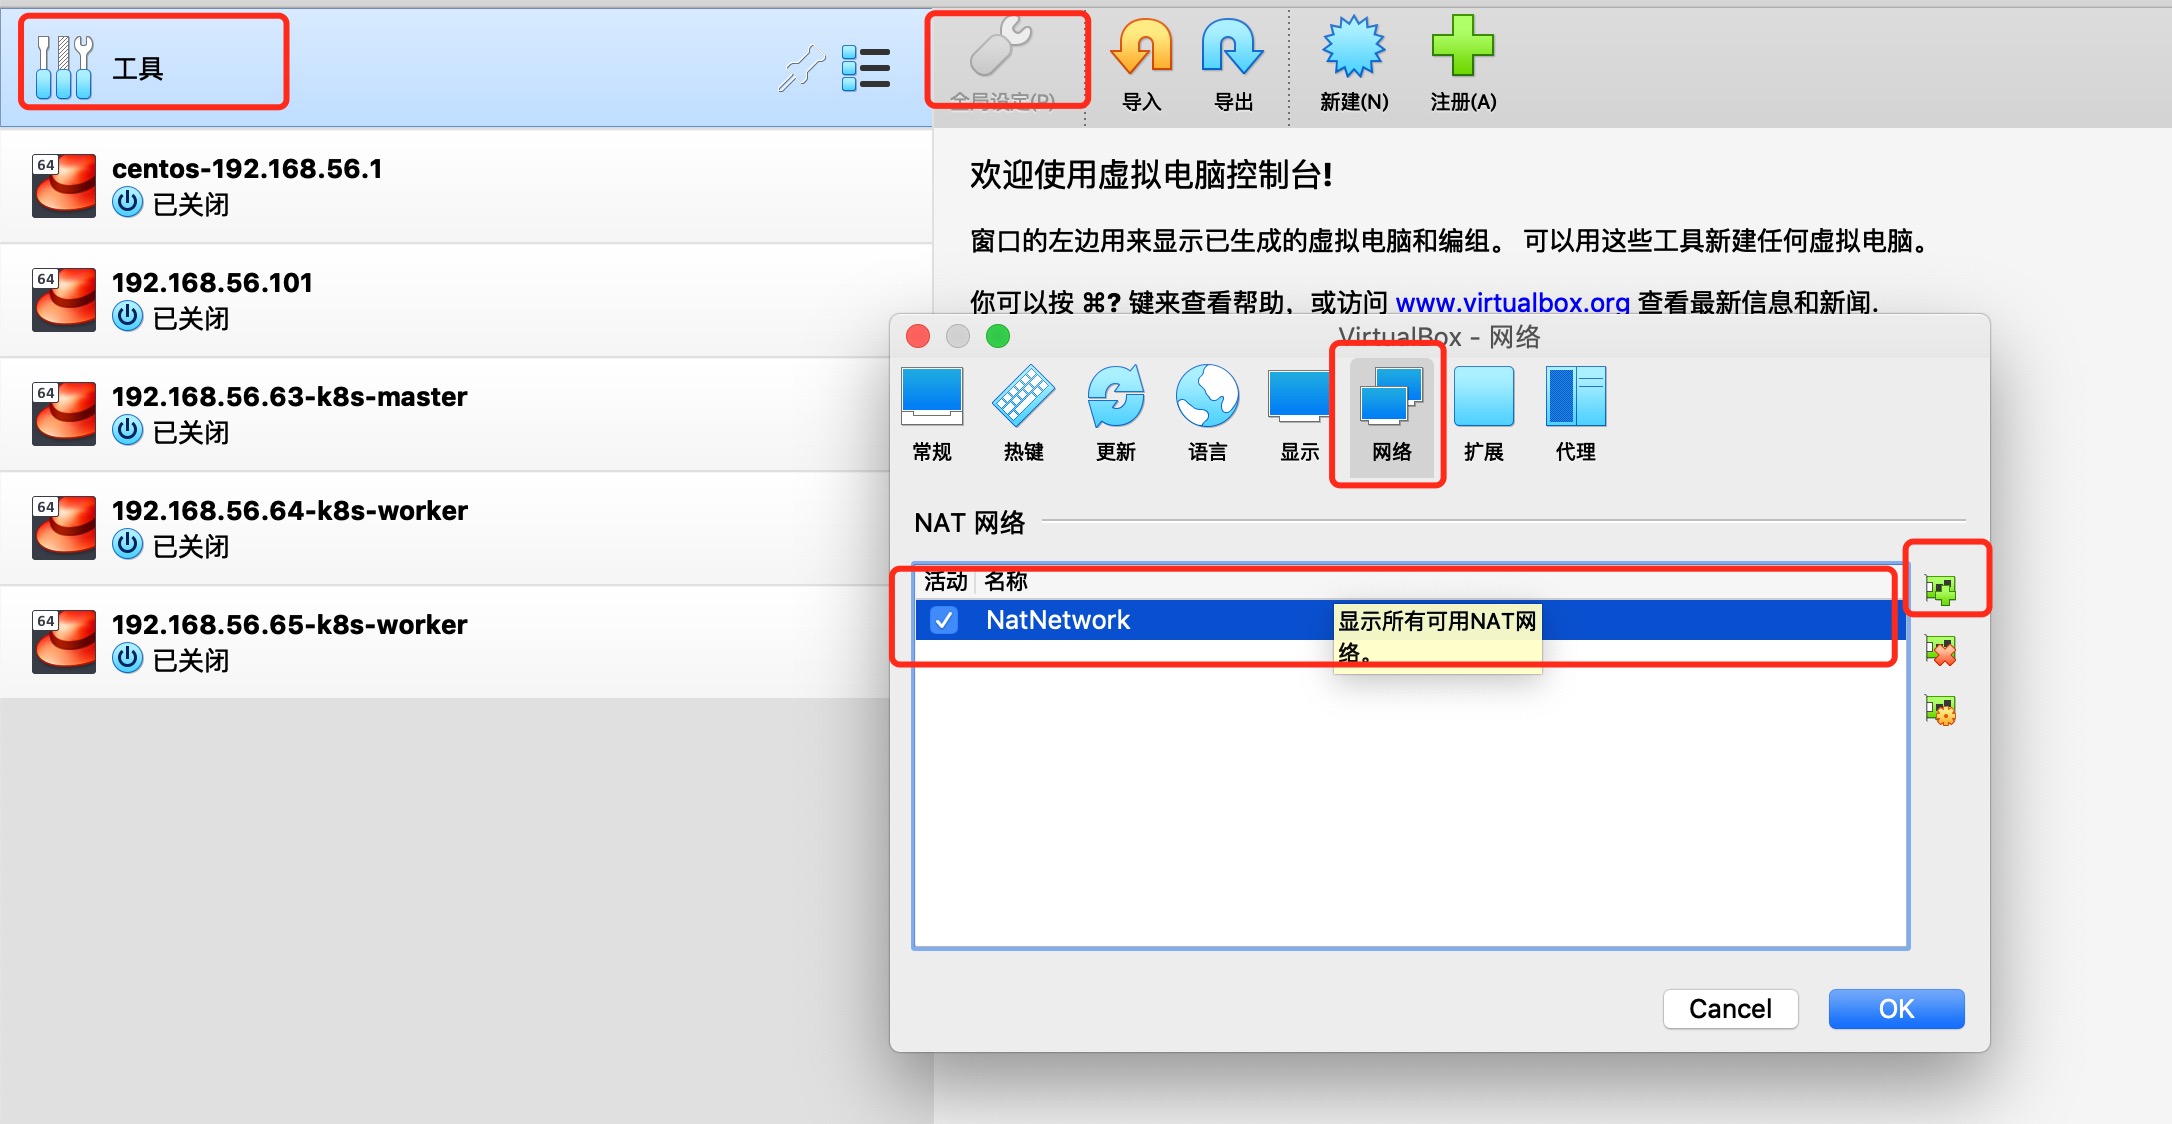 工具
全局设定(P)
导入
导出
新建(N)
注册(A)
64
centos-192.168.56.1
已关闭
64
192.168.56.101
已关闭
64
192.168.56.63-k8s-master
已关闭
64
192.168.56.64-k8s-worker
已关闭
64
192.168.56.65-k8s-worker
已关闭
欢迎使用虚拟电脑控制台!
窗口的左边用来显示已生成的虚拟电脑和编组。 可以用这些工具新建任何虚拟电脑。
你可以按 ⌘? 键来查看帮助，或访问 www.virtualbox.org 查看最新信息和新闻.
VirtualBox - 网络
常规
热键
更新
语言
显示
网络
扩展
代理
NAT 网络
活动 名称
NatNetwork
显示所有可用NAT网
络。
Cancel
OK